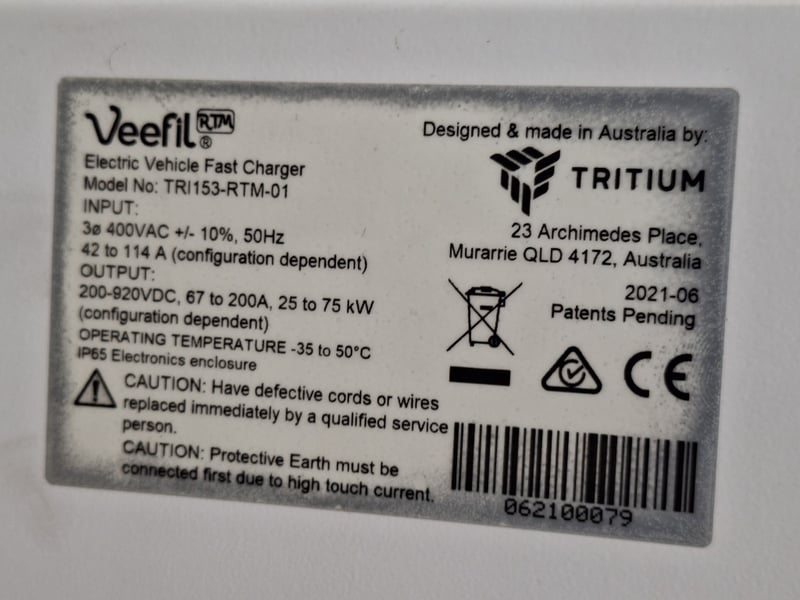 Veefil RTM ®
Electric Vehicle Fast Charger
Model No: TRI153-RTM-01
INPUT:
3ø 400VAC +/- 10%, 50Hz
42 to 114 A (configuration dependent)
OUTPUT:
200-920VDC, 67 to 200A, 25 to 75 kW
(configuration dependent)
OPERATING TEMPERATURE -35 to 50°C
IP65 Electronics enclosure
CAUTION: Have defective cords or wires
replaced immediately by a qualified service
person.
CAUTION: Protective Earth must be
connected first due to high touch current.
Designed & made in Australia by:
TRITIUM
23 Archimedes Place,
Murarrie QLD 4172, Australia
2021-06
Patents Pending
CE
062100079